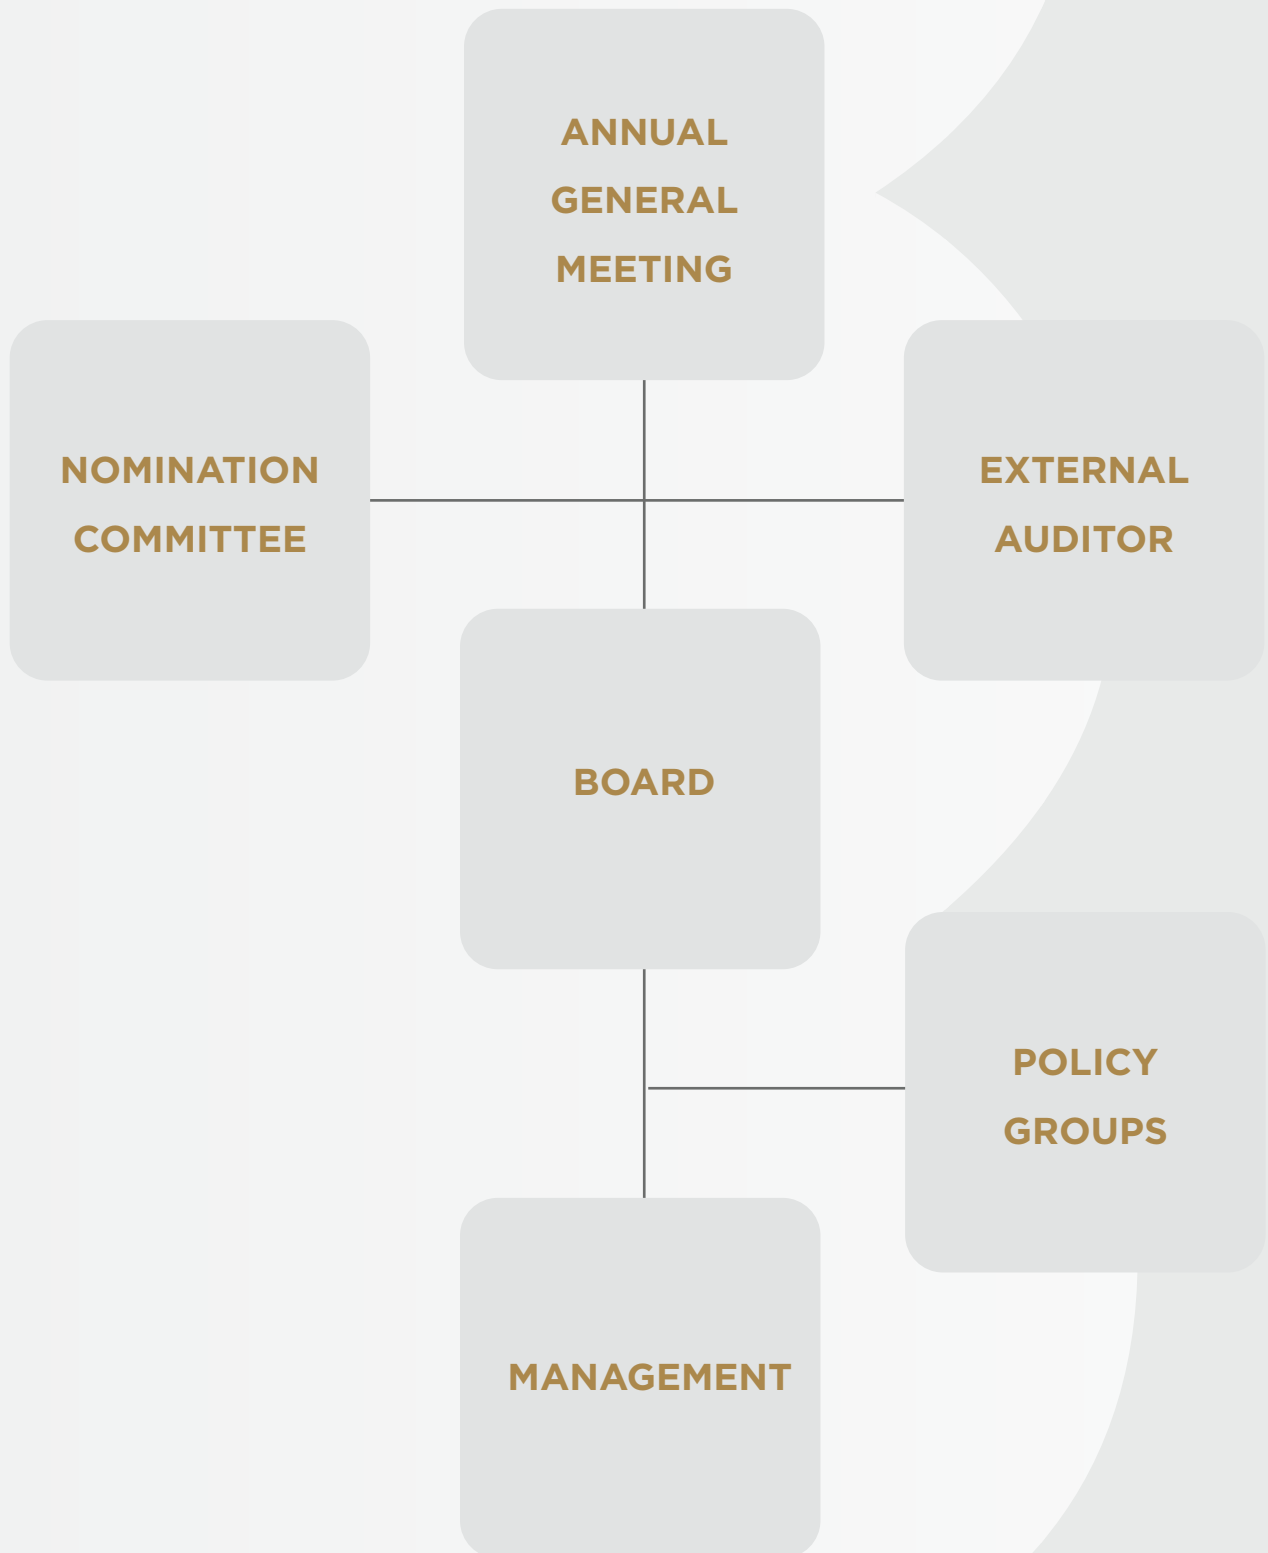 ANNUAL
GENERAL
MEETING
NOMINATION
COMMITTEE
EXTERNAL
AUDITOR
BOARD
POLICY
GROUPS
MANAGEMENT